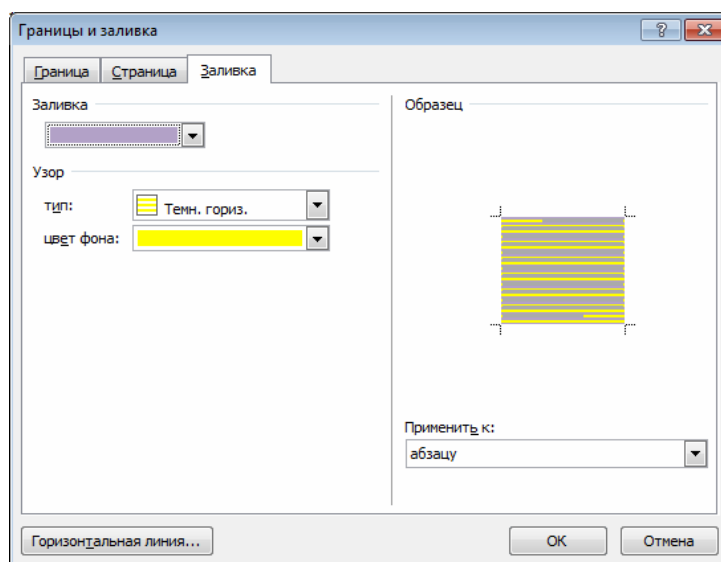 Границы и заливка
Граница Страница Заливка
Заливка
Узор
тип: Темн. гориз.
цвет фона:
Образец
Применить к:
абзацу
Горизонтальная линия...
ОК Отмена